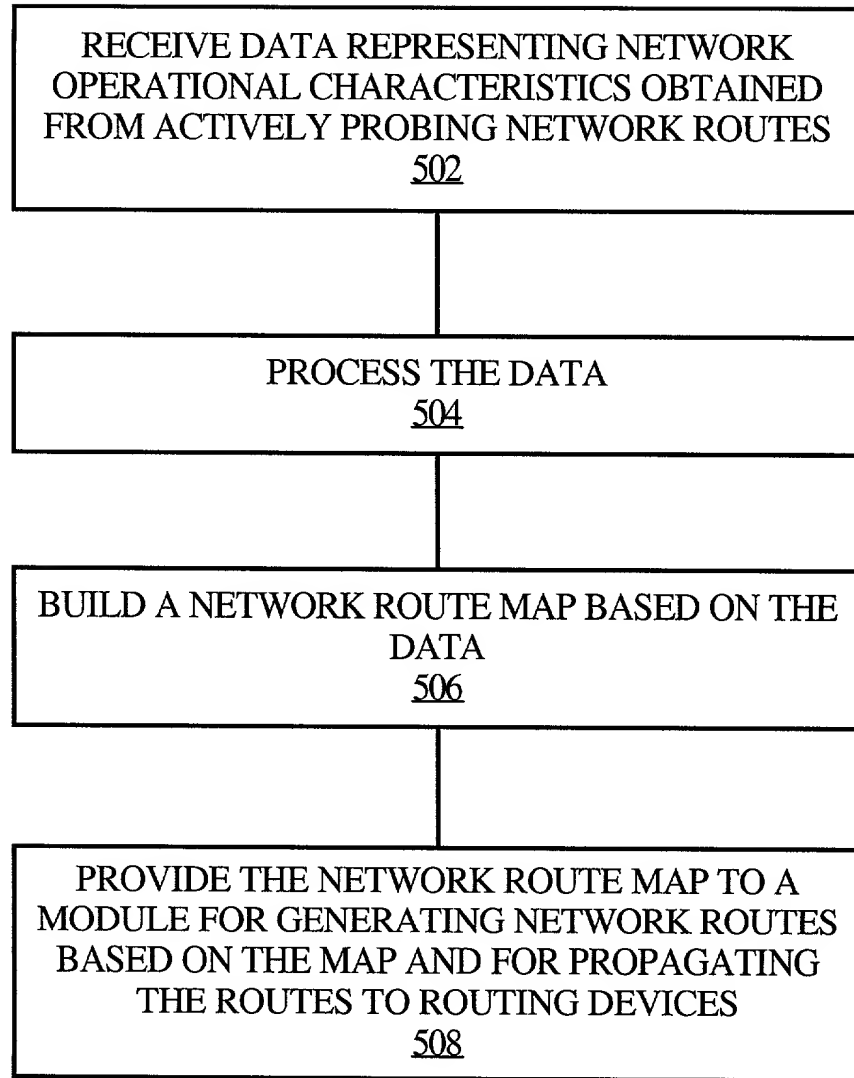 RECEIVE DATA REPRESENTING NETWORK
OPERATIONAL CHARACTERISTICS OBTAINED
FROM ACTIVELY PROBING NETWORK ROUTES
502
PROCESS THE DATA
504
BUILD A NETWORK ROUTE MAP BASED ON THE
DATA
506
PROVIDE THE NETWORK ROUTE MAP TO A
MODULE FOR GENERATING NETWORK ROUTES
BASED ON THE MAP AND FOR PROPAGATING
THE ROUTES TO ROUTING DEVICES
508